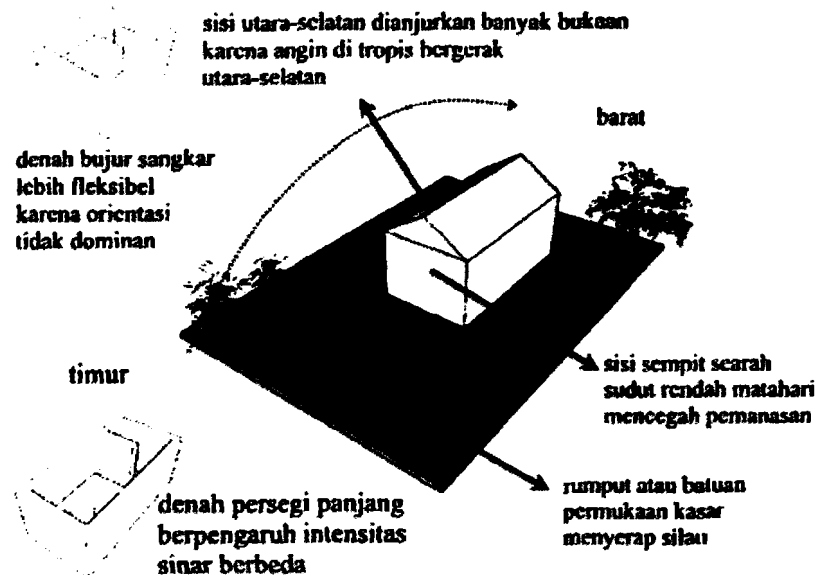 sisi utara-selatan dianjurkan banyak bukaan
karena angin di tropis bergerak
utara-selatan
barat
denah bujur sangkar
lebih fleksibel
karena orientasi
tidak dominan
timur
sisi sempit searah
sudut rendah matahari
mencegah pemanasan
rumput atau batuan
permukaan kasar
menyerap silau
denah persegi panjang
berpengaruh intensitas
sinar berbeda